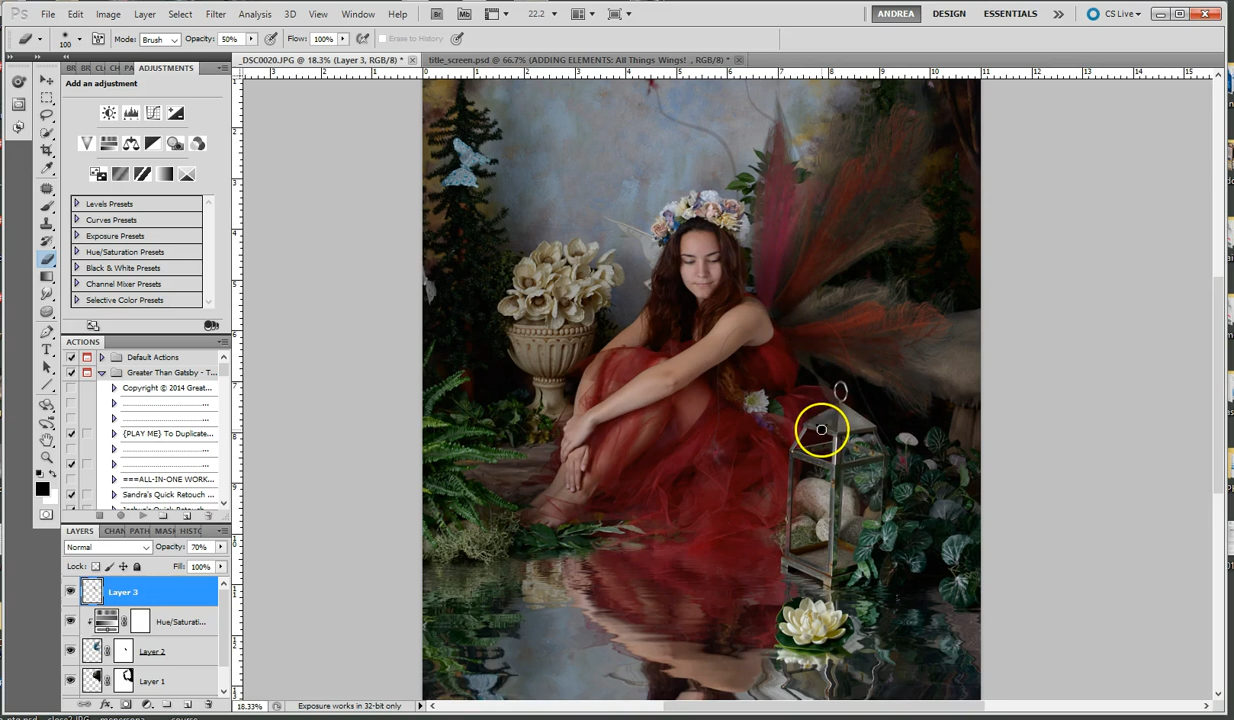 Ps File Edit Image Layer Select Filter Analysis 3D View Window Help Br Mb 22.2 ANDREA DESIGN ESSENTIALS CS Live
100 Mode: Brush Opacity: 50% Flow: 100% Erase to History
_DSC0020.JPG @ 18.3% (Layer 3, RGB/8) * title_screen.psd @ 66.7% (ADDING ELEMENTS: All Things Wings! , RGB/8) *
ADJUSTMENTS
Add an adjustment
Levels Presets
Curves Presets
Exposure Presets
Hue/Saturation Presets
Black & White Presets
Channel Mixer Presets
Selective Color Presets
ACTIONS
Default Actions
Greater Than Gatsby - T...
Copyright © 2014 Great...
{PLAY ME} To Duplicate...
===ALL-IN-ONE WORK...
Sandra's Quick Retouch ...
LAYERS CHAN PATH MASK HISTO
Normal Opacity: 70%
Lock: Fill: 100%
Layer 3
Hue/Saturati...
Layer 2
Layer 1
18.33% Exposure works in 32-bit only